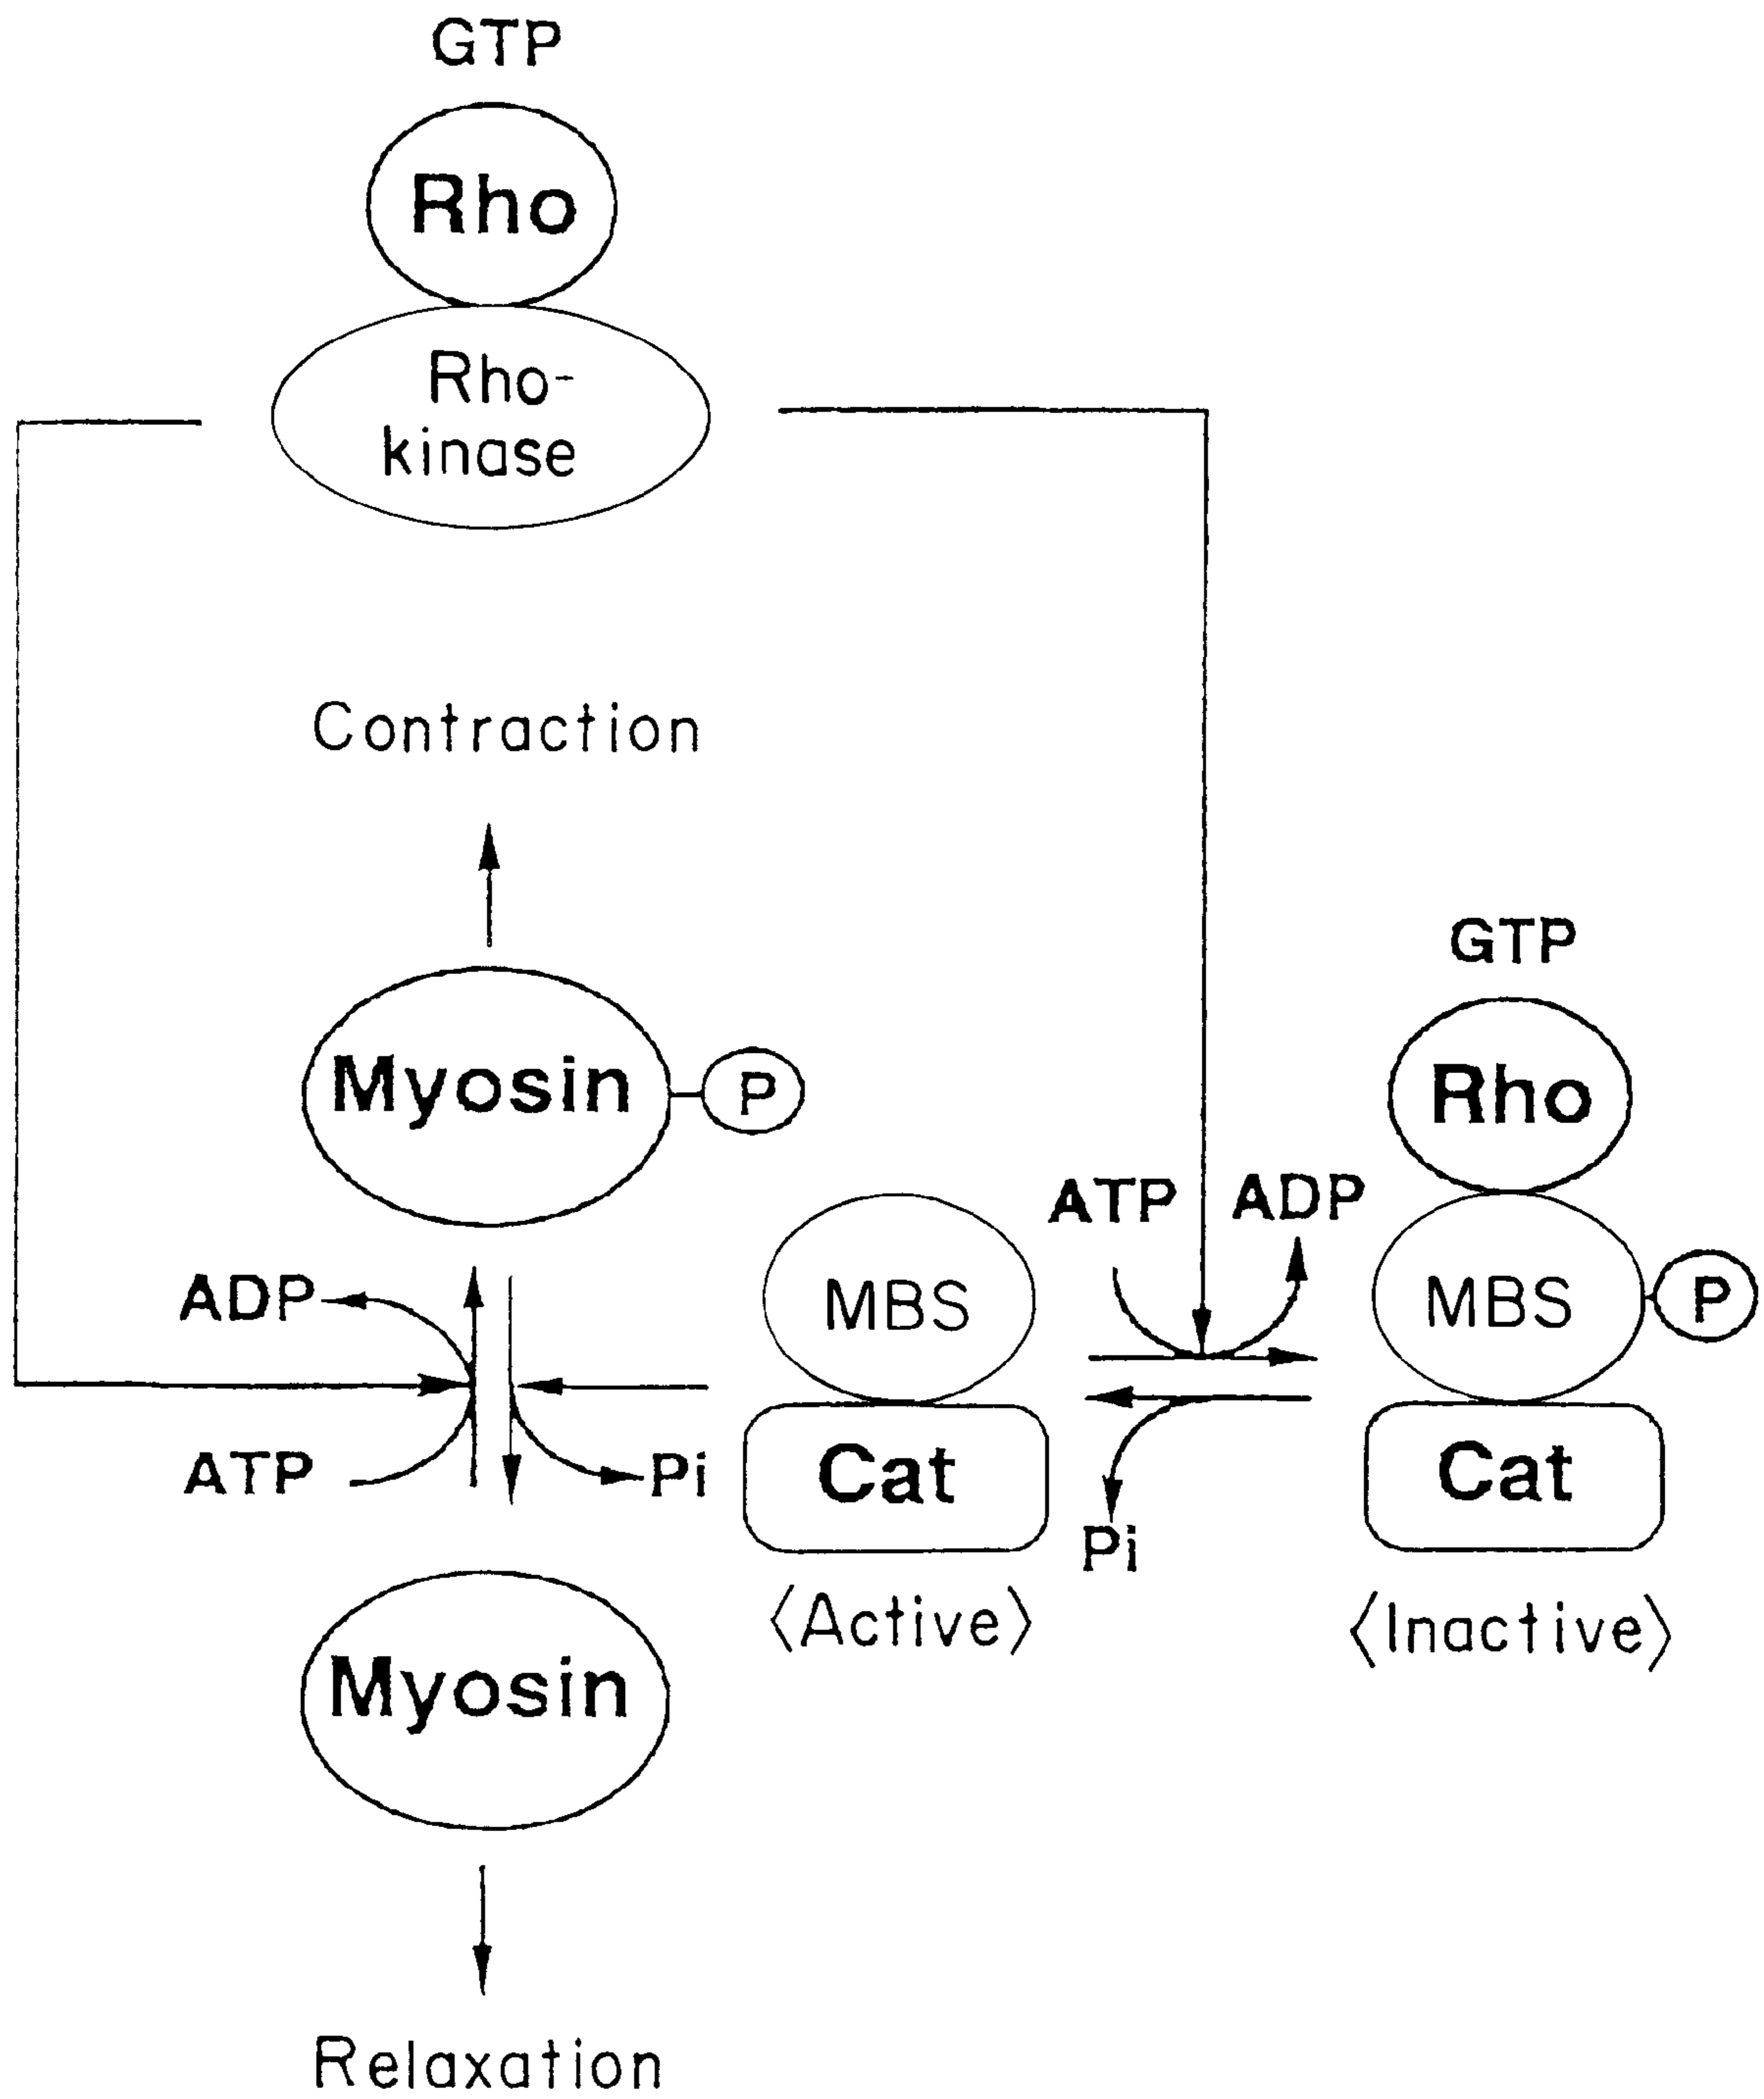 GTP
Rho
Rho-
kinase
Contraction
GTP
Myosin
P
Rho
ATP
ADP
ADP
MBS
MBS
P
ATP
Pi
Cat
Cat
Pi
〈Active〉
〈Inactive〉
Myosin
Relaxation